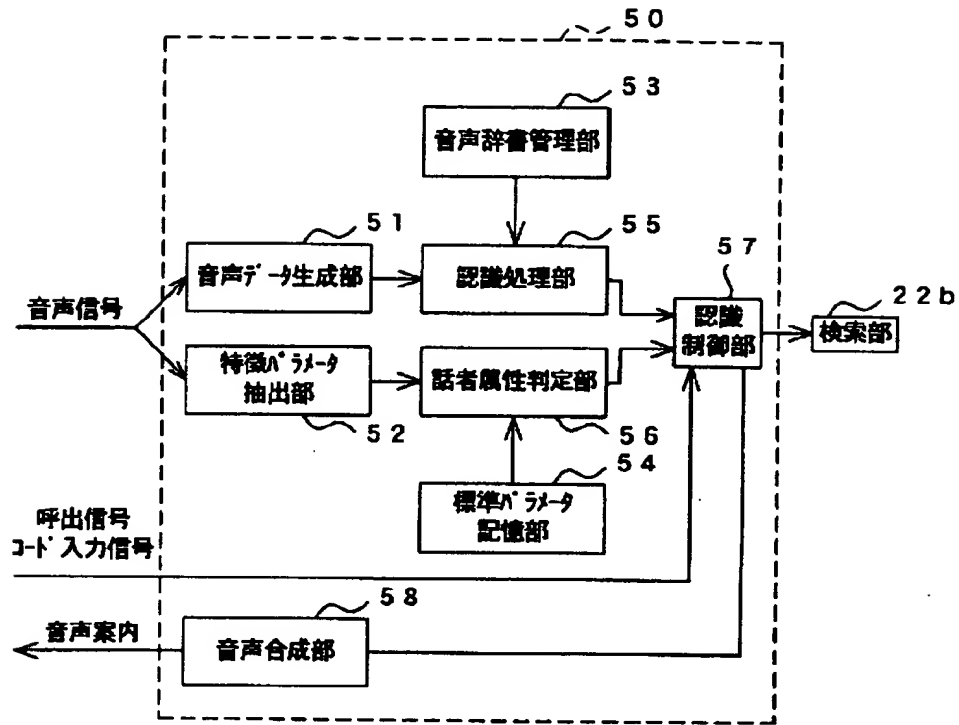 50
53
音声辞書管理部
51
55
57
音声データ生成部
認識処理部
22b
音声信号
認識
制御部
検索部
特徴パラメータ
抽出部
話者属性判定部
52
56
54
標準パラメータ
記憶部
呼出信号
コード入力信号
58
音声案内
音声合成部